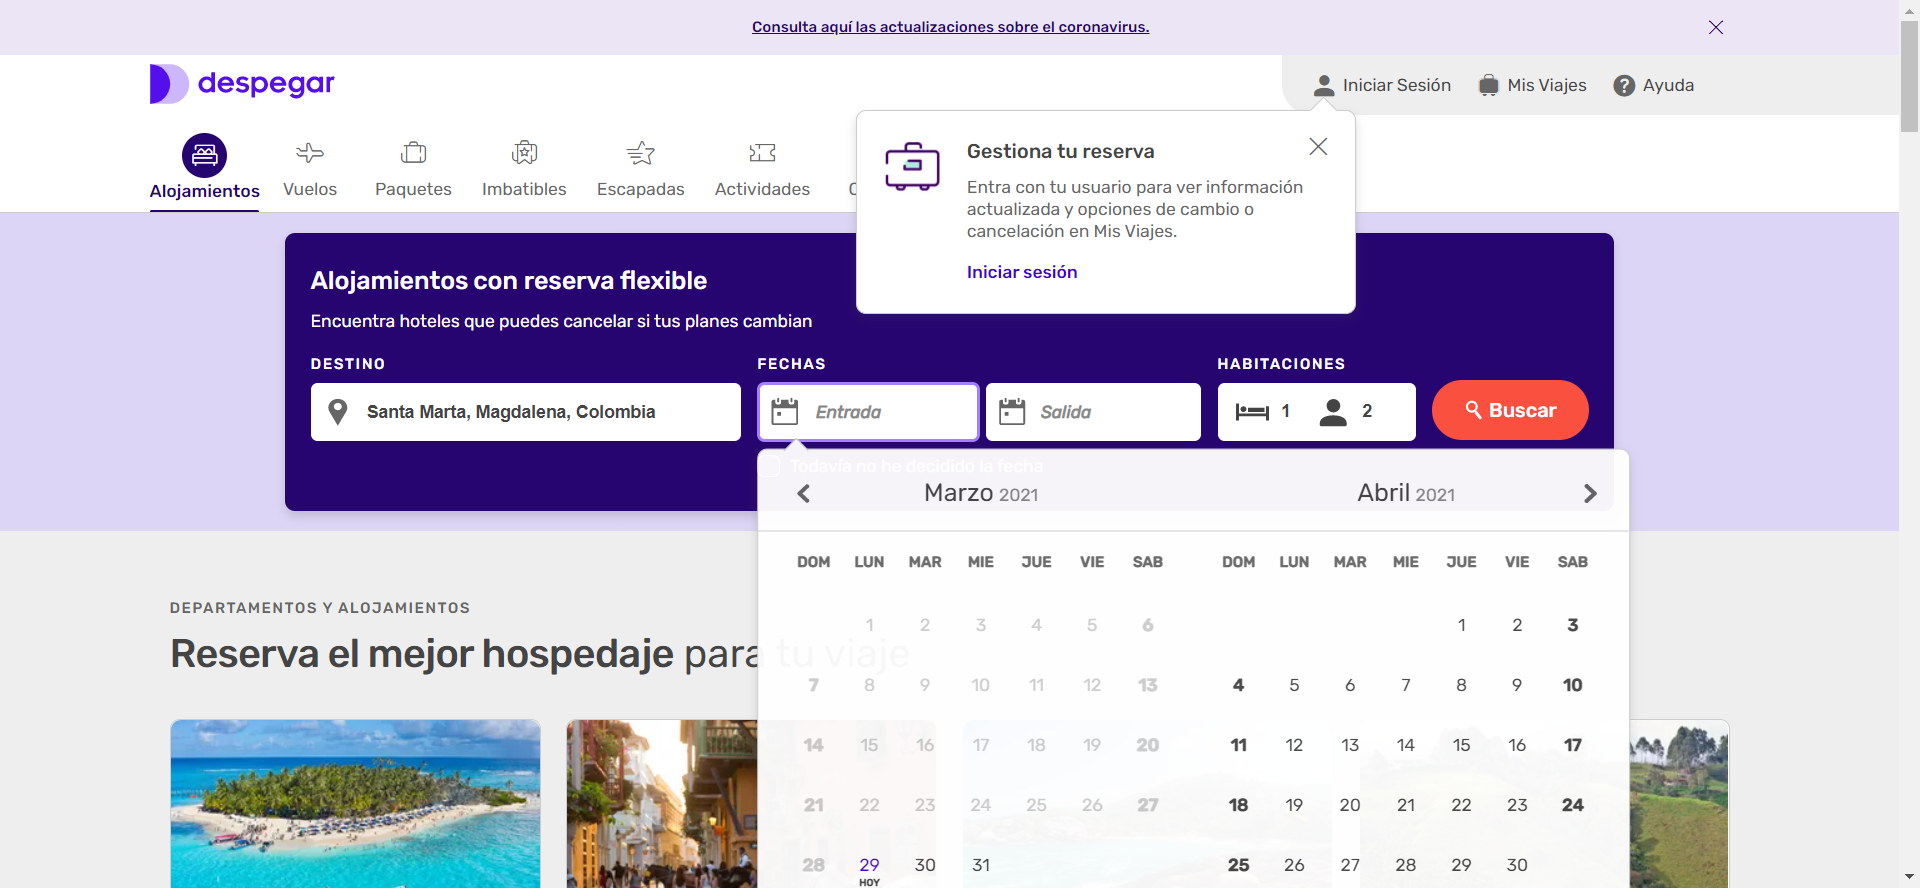 Consulta aquí las actualizaciones sobre el coronavirus.
despegar
Iniciar Sesión
Mis Viajes
? Ayuda
Alojamientos
Vuelos
Paquetes
Imbatibles
Escapadas
Actividades
Gestiona tu reserva
Entra con tu usuario para ver información
actualizada y opciones de cambio o
cancelación en Mis Viajes.
Iniciar sesión
Alojamientos con reserva flexible
Encuentra hoteles que puedes cancelar si tus planes cambian
DESTINO
Santa Marta, Magdalena, Colombia
FECHAS
Entrada
Salida
HABITACIONES
1
2
Buscar
Todavía no he decidido la fecha
Marzo 2021
DOM LUN MAR MIE JUE VIE SAB
1 2 3 4 5 6
7 8 9 10 11 12 13
14 15 16 17 18 19 20
21 22 23 24 25 26 27
28 29 30 31
HOY
Abril 2021
DOM LUN MAR MIE JUE VIE SAB
1 2 3
4 5 6 7 8 9 10
11 12 13 14 15 16 17
18 19 20 21 22 23 24
25 26 27 28 29 30
DEPARTAMENTOS Y ALOJAMIENTOS
Reserva el mejor hospedaje para tu viaje